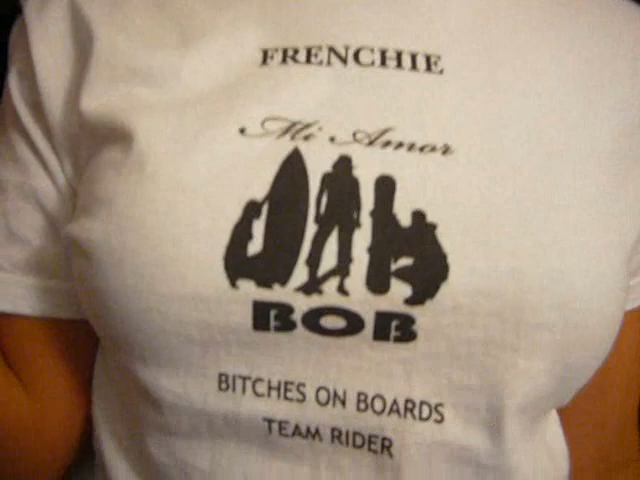 FRENCHIE
Mi Amor
BOB
BITCHES ON BOARDS
TEAM RIDER